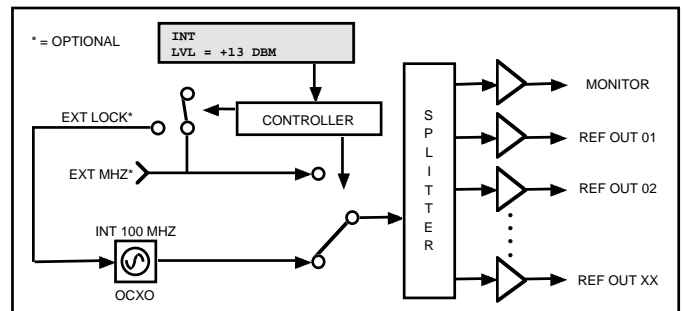 * = OPTIONAL
INT
LVL = +13 DBM
EXT LOCK*
CONTROLLER
EXT MHZ*
INT 100 MHZ
OCXO
SPLITTER
MONITOR
REF OUT 01
REF OUT 02
REF OUT XX